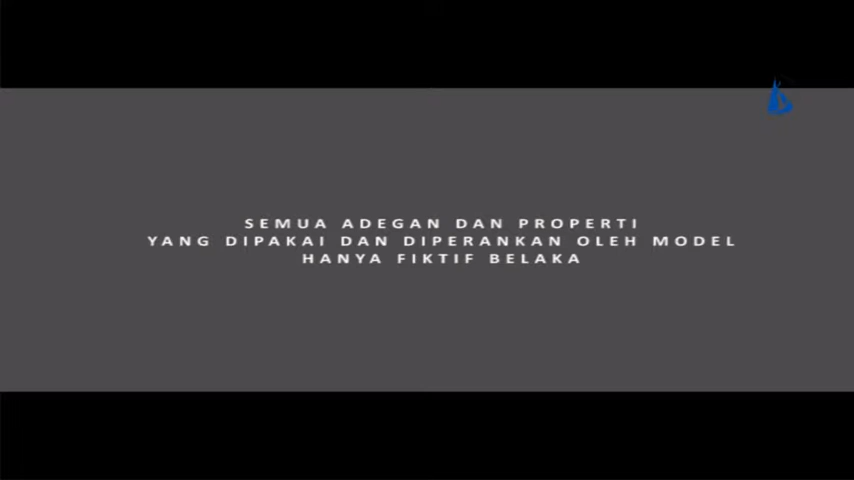 SEMUA ADEGAN DAN PROPERTI
YANG DIPAKAI DAN DIPERANKAN OLEH MODEL
HANYA FIKTIF BELAKA